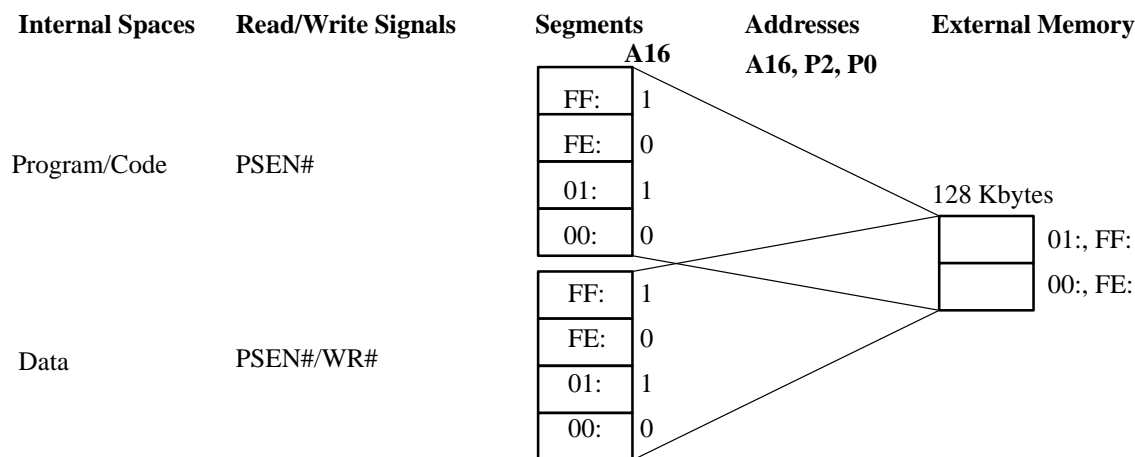 Internal Spaces Read/Write Signals Segments Addresses External Memory
A16 A16, P2, P0
FF: 1
FE: 0
Program/Code PSEN#
01: 1
128 Kbytes
00: 0
01:, FF:
00:, FE:
FF: 1
FE: 0
Data PSEN#/WR#
01: 1
00: 0